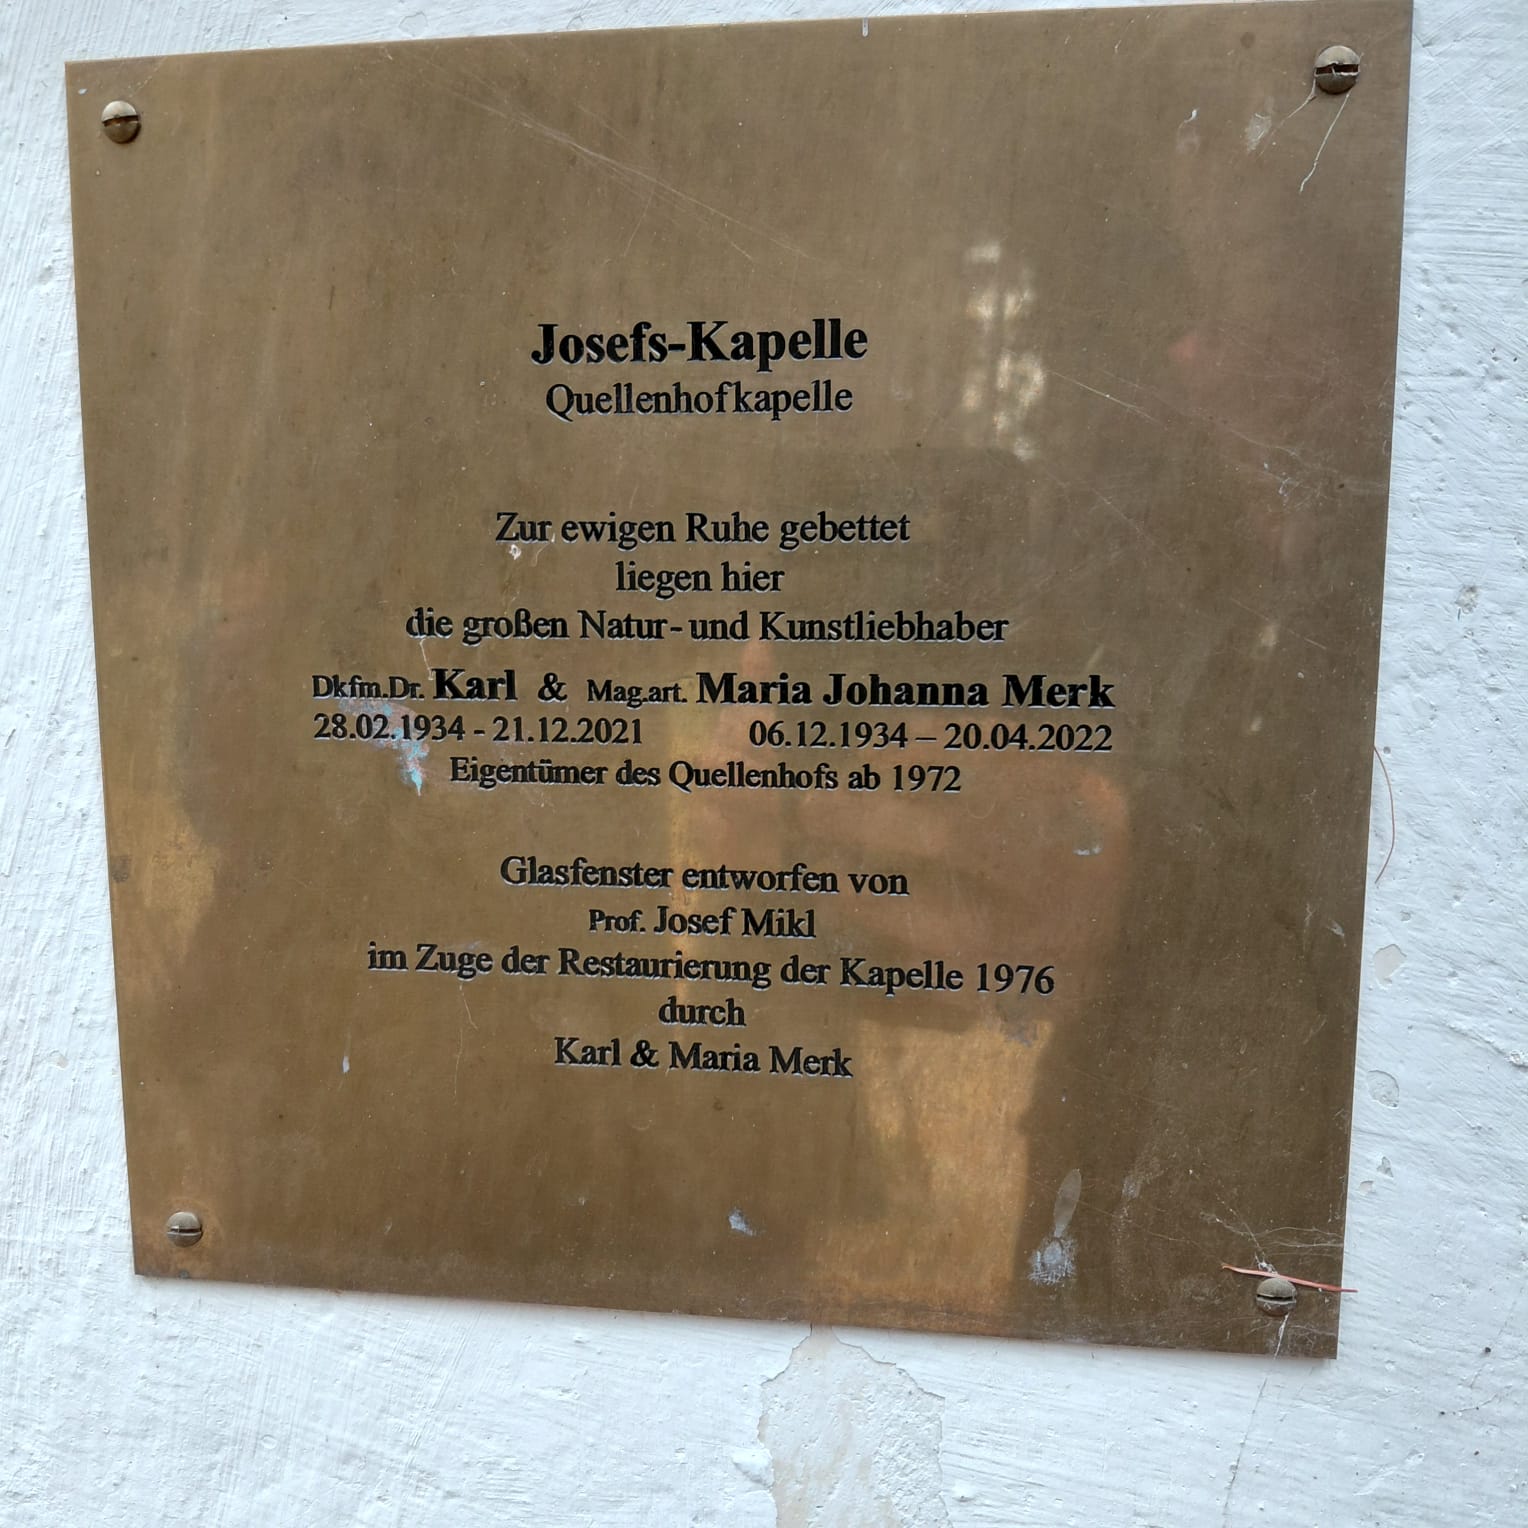 Josefs-Kapelle
Quellenhofkapelle
Zur ewigen Ruhe gebettet
liegen hier
die großen Natur- und Kunstliebhaber
Dkfm.Dr. Karl & Mag.art. Maria Johanna Merk
28.02.1934 - 21.12.2021 06.12.1934 – 20.04.2022
Eigentümer des Quellenhofs ab 1972
Glasfenster entworfen von
Prof. Josef Mikl
im Zuge der Restaurierung der Kapelle 1976
durch
Karl & Maria Merk